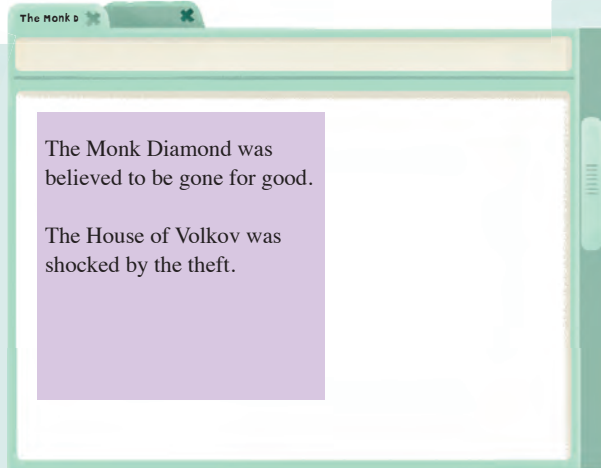 The Monk D
The Monk Diamond was
believed to be gone for good.
The House of Volkov was
shocked by the theft.